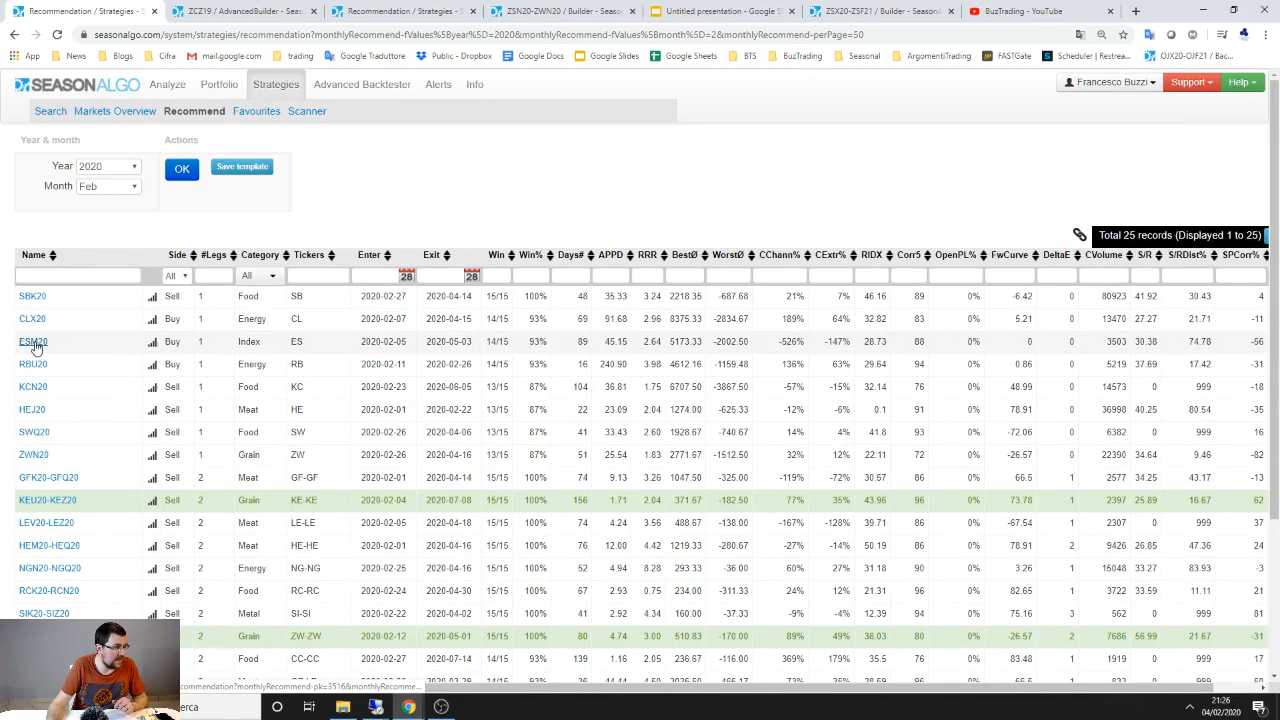 Recommendation / Strategies - S
ZCZ19 / AdvancedBuilder - Seas
Recommendation / Strategies - S
ZSN20-ZWN20 / Builder - Season
Untitled presentation - Google S
ZSX20-ZSF21 / Builder - SeasonA
BuzTrading - YouTube
seasonalgo.com/system/strategies/recommendation?monthlyRecommend-fValues%5Byear%5D=2020&monthlyRecommend-fValues%5Bmonth%5D=2&monthlyRecommend-perPage=50
App News Cifra mail.google.com trading Google Traduttore Public - Dropbox Google Docs Google Slides Google Sheets BTS BuzTrading Seasonal ArgomentiTrading FASTGate Scheduler | Restrea... OJX20-OJF21 / Bac...
SEASONALGO Analyze Portfolio Strategies Advanced Backtester Alerts Info Francesco Buzzi Support Help
Search Markets Overview Recommend Favourites Scanner
Year & month Actions
Year 2020 OK Save template
Month Feb
Total 25 records (Displayed 1 to 25)
Name Side #Legs Category Tickers Enter Exit Win Win% Days# APPD RRR BestØ WorstØ CChann% CExtr% RIDX Corr5 OpenPL% FwCurve DeltaE CVolume S/R S/RDist% SPCorr%
All All 28 28
SBK20 Sell 1 Food SB 2020-02-27 2020-04-14 15/15 100% 48 35.33 3.24 2218.35 -687.68 21% 7% 46.16 89 0% -6.42 0 80923 41.92 30.43 4
CLX20 Buy 1 Energy CL 2020-02-07 2020-04-15 14/15 93% 69 91.68 2.96 8375.33 -2834.67 189% 64% 32.82 83 0% 5.21 0 4797 27.27 21.71 -11
ESM20 Buy 1 Index ES 2020-02-05 2020-05-03 14/15 93% 89 45.15 2.64 5173.33 -2002.50 -526% -147% 28.73 88 0% 0 0 3503 30.38 74.78 -56
RBU20 Buy 1 Energy RB 2020-02-11 2020-02-26 14/15 93% 16 240.90 3.98 4612.16 -1159.48 136% 63% 29.64 94 0% 0.86 0 5219 37.69 17.42 -31
KCN20 Sell 1 Food KC 2020-02-23 2020-06-05 13/15 87% 104 36.81 1.75 6707.50 -3867.50 -57% -15% 32.14 76 0% 48.99 0 14573 0 999 -18
HEJ20 Sell 1 Meat HE 2020-02-01 2020-02-22 13/15 87% 22 23.09 2.04 1274.00 -625.33 -12% -6% 0.1 91 0% 78.91 0 36998 40.25 80.54 -35
SWQ20 Sell 1 Food SW 2020-02-26 2020-04-06 13/15 87% 41 33.43 2.60 1928.67 -740.67 14% 4% 41.8 93 0% -72.06 0 6382 0 999 16
ZWN20 Sell 1 Grain ZW 2020-02-26 2020-04-16 13/15 87% 51 25.54 1.83 2771.67 -1512.50 32% 12% 22.11 72 0% -26.57 0 22390 34.64 9.46 -82
GFK20-GFQ20 Sell 2 Meat GF-GF 2020-02-01 2020-04-14 15/15 100% 74 9.13 3.26 1047.50 -325.00 -119% -72% 30.57 86 0% 66.5 1 2577 34.25 43.17 -13
KEU20-KEZ20 Sell 2 Grain KE-KE 2020-02-04 2020-07-08 15/15 100% 156 1.71 2.04 371.67 -182.50 77% 35% 43.96 96 0% 73.78 1 2397 25.89 16.67 62
LEV20-LEZ20 Sell 2 Meat LE-LE 2020-02-01 2020-04-14 15/15 100% 74 5.24 3.56 488.67 -138.00 -167% -128% 39.71 86 0% -67.54 1 2307 0 999 37
HEM20-HEQ20 Sell 2 Meat HE-HE 2020-02-01 2020-04-16 15/15 100% 76 12.00 4.42 1219.33 -280.67 -27% -14% 50.19 86 0% 78.91 2 9428 26.85 47.36 24
NGN20-NGQ20 Sell 2 Energy NG-NG 2020-02-25 2020-04-16 15/15 100% 52 4.94 8.28 293.33 -36.00 60% 27% 31.18 90 0% 3.26 1 15048 33.27 83.93 -3
RCK20-RCN20 Sell 2 Food RC-RC 2020-02-24 2020-04-30 15/15 100% 67 2.93 0.75 234.00 -311.33 24% 12% 21.31 96 0% 82.65 1 3722 33.59 11.11 21
SIK20-SIZ20 Sell 2 Metal SI-SI 2020-02-22 2020-04-02 15/15 100% 41 2.92 4.34 160.00 -37.33 -9% -4% 12.39 94 0% 75.16 3 562 0 999 81
2 Grain ZW-ZW 2020-02-12 2020-05-01 15/15 100% 80 4.74 3.00 510.83 -170.00 89% 49% 38.03 80 0% -26.57 2 7686 56.99 21.67 -31
2 Food CC-CC 2020-02-27 2020-07-14 14/15 93% 139 1.16 2.04 236.67 -116.00 369% 179% 35.5 96 0% 83.48 1 1919 0 999 17
recommendation?monthlyRecommend-pk=3516&monthlyRecomme...
erca
21:26
04/02/2020